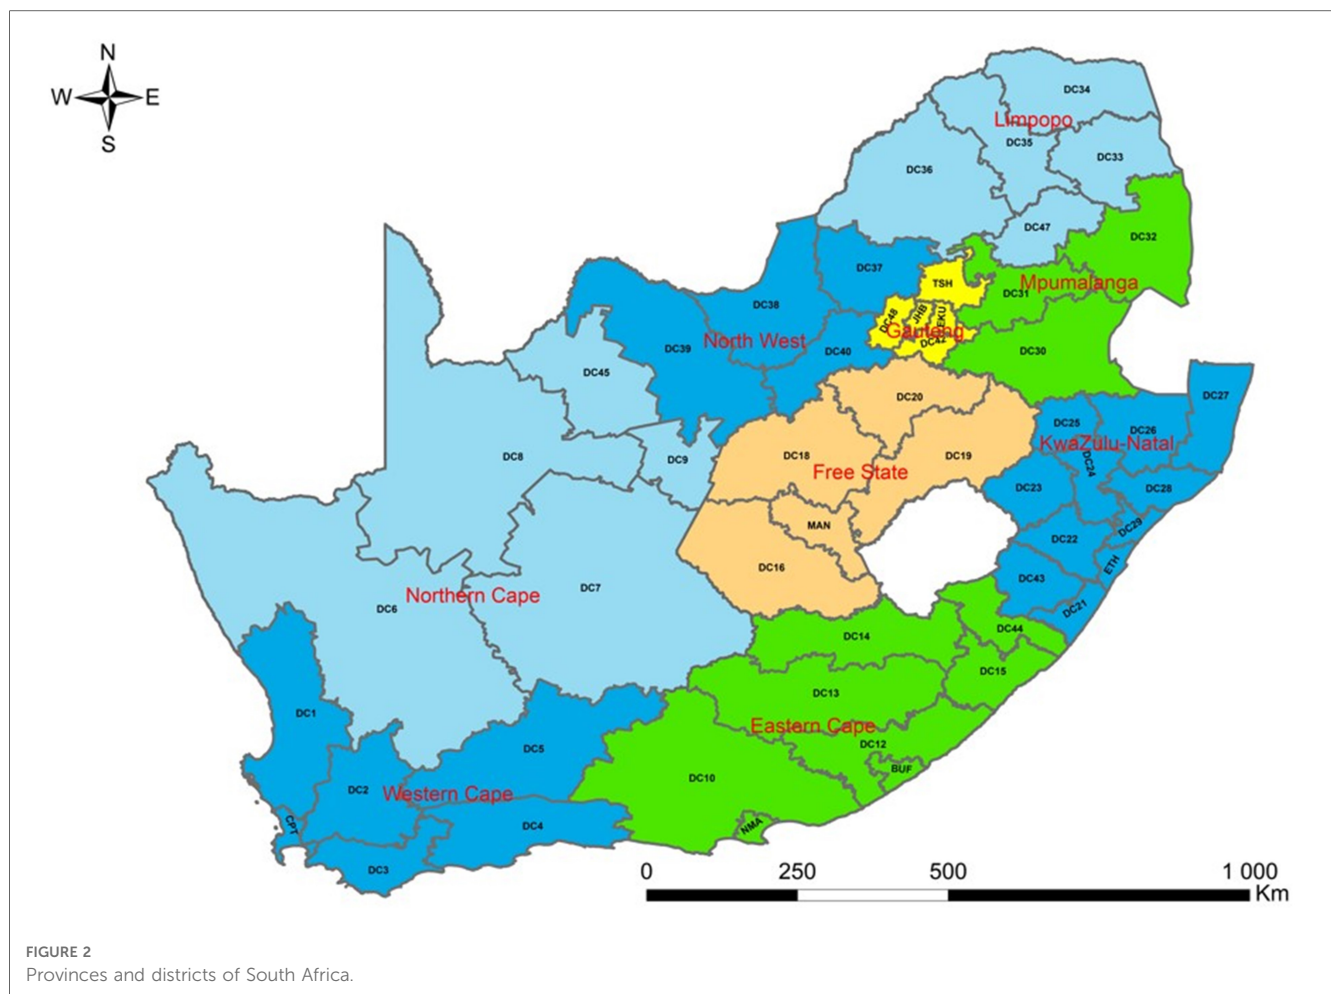 N
W E
S
DC34
Limpopo
DC35
DC33
DC36
DC47
DC32
DC37
TSH
Mpumalanga
DC31
DC38
DC48
JHB
EKU
Gauteng
DC42
North West
DC39
DC40
DC30
DC45
DC20
DC27
DC25
DC26
KwaZulu-Natal
DC24
DC8
DC9
DC18
DC19
Free State
DC23
DC28
MAN
DC29
DC22
ETH
DC16
DC43
DC7
Northern Cape
DC6
DC21
DC44
DC14
DC15
DC13
DC1
Eastern Cape
DC5
DC12
BUF
DC10
DC2
Western Cape
CPT
DC4
NMA
DC3
0 250 500 1 000
Km
FIGURE 2
Provinces and districts of South Africa.